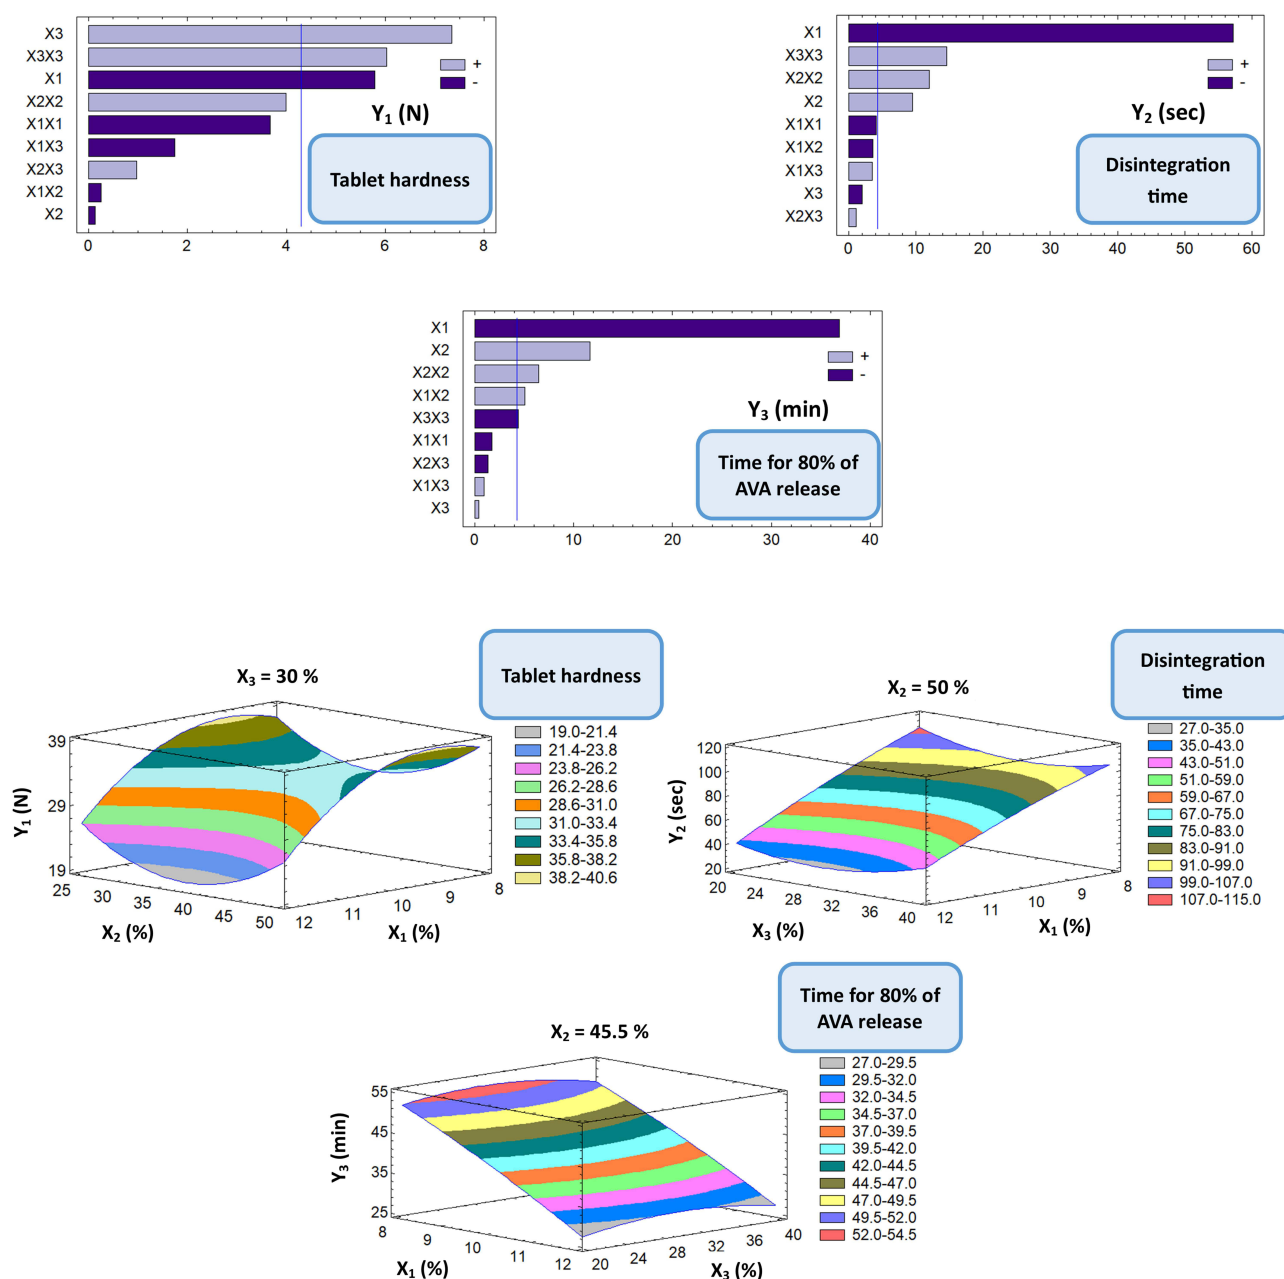 X3
X3X3
X1
X2X2
X1X1
X1X3
X2X3
X1X2
X2
+
-
Y₁ (N)
Tablet hardness
0 2 4 6 8
X1
X3X3
X2X2
X2
X1X1
X1X2
X1X3
X3
X2X3
+
-
Y₂ (sec)
Disintegration
time
0 10 20 30 40 50 60
X1
X2
X2X2
X1X2
X3X3
X1X1
X2X3
X1X3
X3
+
-
Y₃ (min)
Time for 80% of
AVA release
0 10 20 30 40
X₃ = 30 %
Tablet hardness
19.0-21.4
21.4-23.8
23.8-26.2
26.2-28.6
28.6-31.0
31.0-33.4
33.4-35.8
35.8-38.2
38.2-40.6
39
29
19
Y₁ (N)
25 30 35 40 45 50
X₂ (%)
12 11 10 9 8
X₁ (%)
X₂ = 50 %
Disintegration
time
27.0-35.0
35.0-43.0
43.0-51.0
51.0-59.0
59.0-67.0
67.0-75.0
75.0-83.0
83.0-91.0
91.0-99.0
99.0-107.0
107.0-115.0
120
100
80
60
40
20
Y₂ (sec)
20 24 28 32 36 40
X₃ (%)
12 11 10 9 8
X₁ (%)
X₂ = 45.5 %
Time for 80% of
AVA release
27.0-29.5
29.5-32.0
32.0-34.5
34.5-37.0
37.0-39.5
39.5-42.0
42.0-44.5
44.5-47.0
47.0-49.5
49.5-52.0
52.0-54.5
55
45
35
25
Y₃ (min)
8 9 10 11 12
X₁ (%)
20 24 28 32 36 40
X₃ (%)